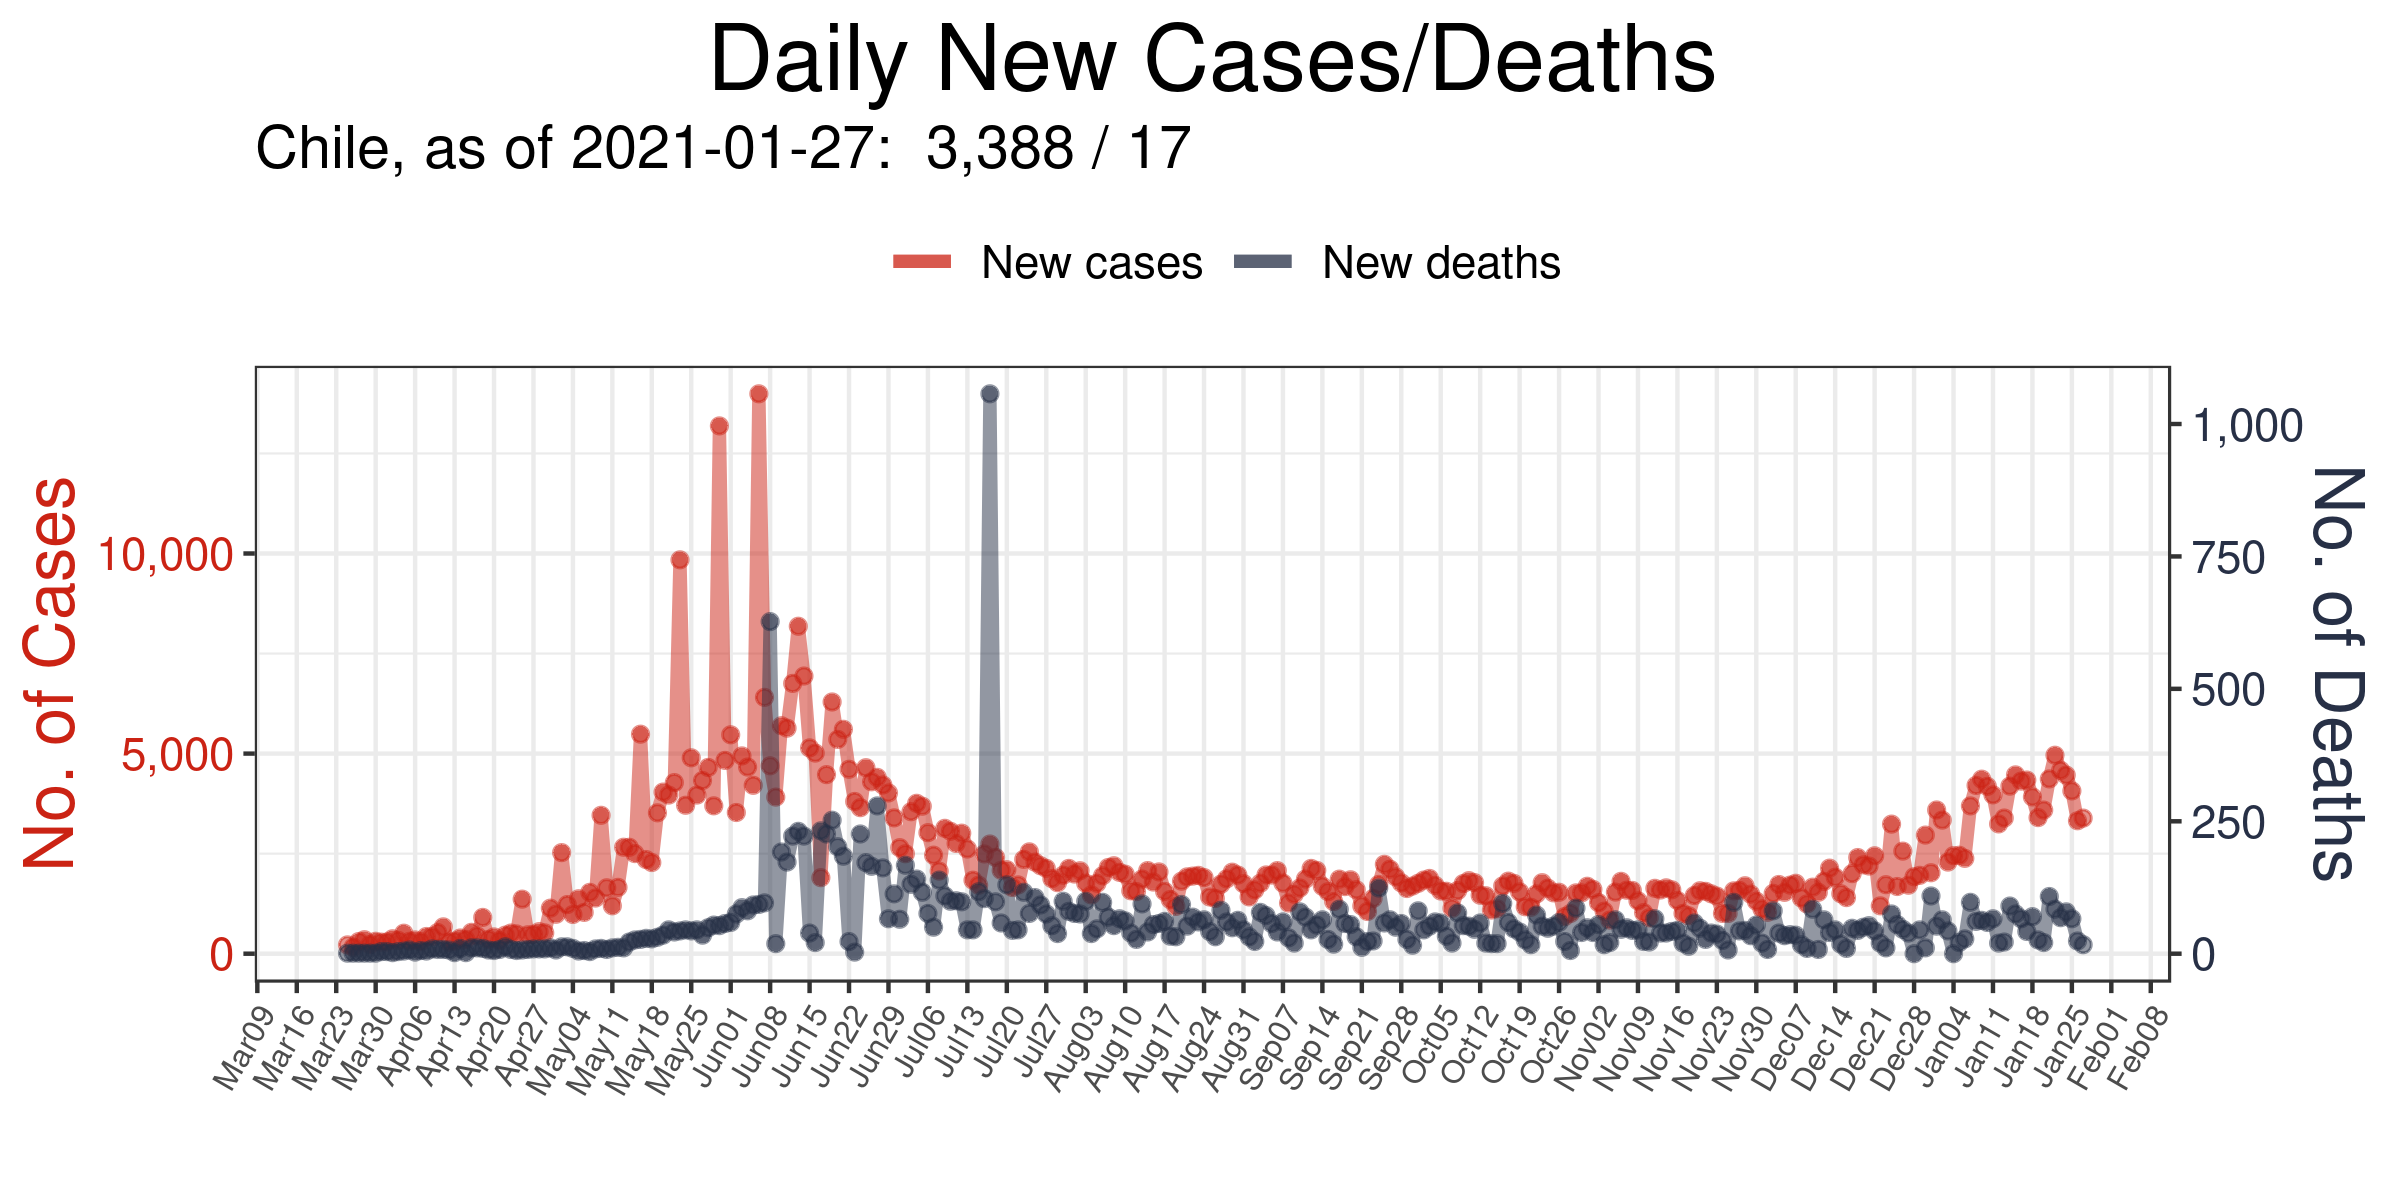 Daily New Cases/Deaths
Chile, as of 2021-01-27:  3,388 / 17
New cases New deaths
No. of Cases
10,000
5,000
0
1,000
750
500
250
0
No. of Deaths
Mar09 Mar16 Mar23 Mar30 Apr06 Apr13 Apr20 Apr27 May04 May11 May18 May25 Jun01 Jun08 Jun15 Jun22 Jun29 Jul06 Jul13 Jul20 Jul27 Aug03 Aug10 Aug17 Aug24 Aug31 Sep07 Sep14 Sep21 Sep28 Oct05 Oct12 Oct19 Oct26 Nov02 Nov09 Nov16 Nov23 Nov30 Dec07 Dec14 Dec21 Dec28 Jan04 Jan11 Jan18 Jan25 Feb01 Feb08